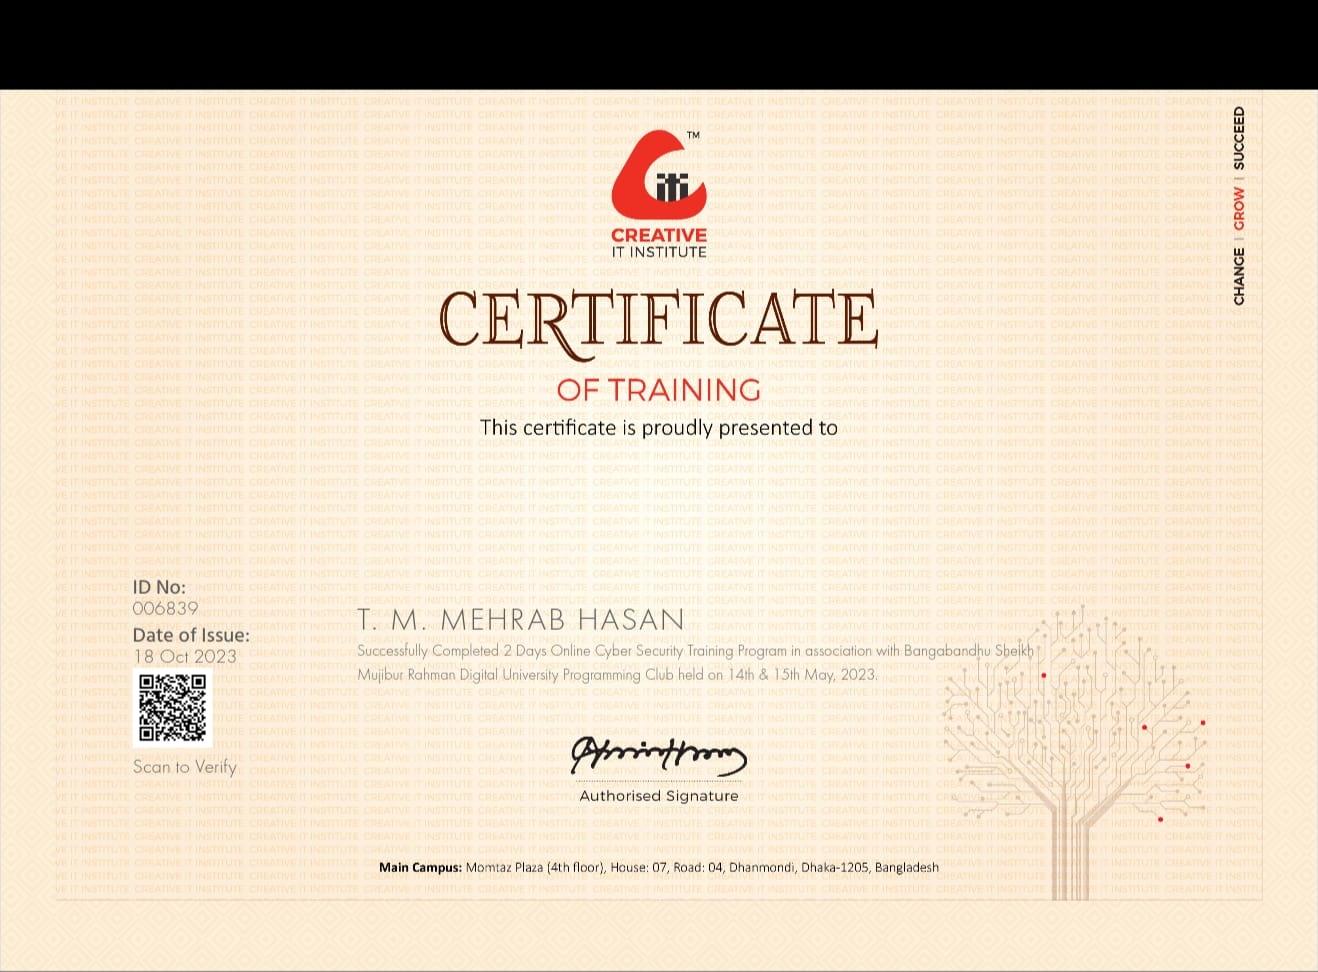 CHANGE | GROW | SUCCEED
TM
iti
CREATIVE
IT INSTITUTE
CERTIFICATE
OF TRAINING
This certificate is proudly presented to
ID No:
006839
Date of Issue:
18 Oct 2023
Scan to Verify
T. M. MEHRAB HASAN
Successfully Completed 2 Days Online Cyber Security Training Program in association with Bangabandhu Sheikh
Mujibur Rahman Digital University Programming Club held on 14th & 15th May, 2023.
Authorised Signature
Main Campus: Momtaz Plaza (4th floor), House: 07, Road: 04, Dhanmondi, Dhaka-1205, Bangladesh